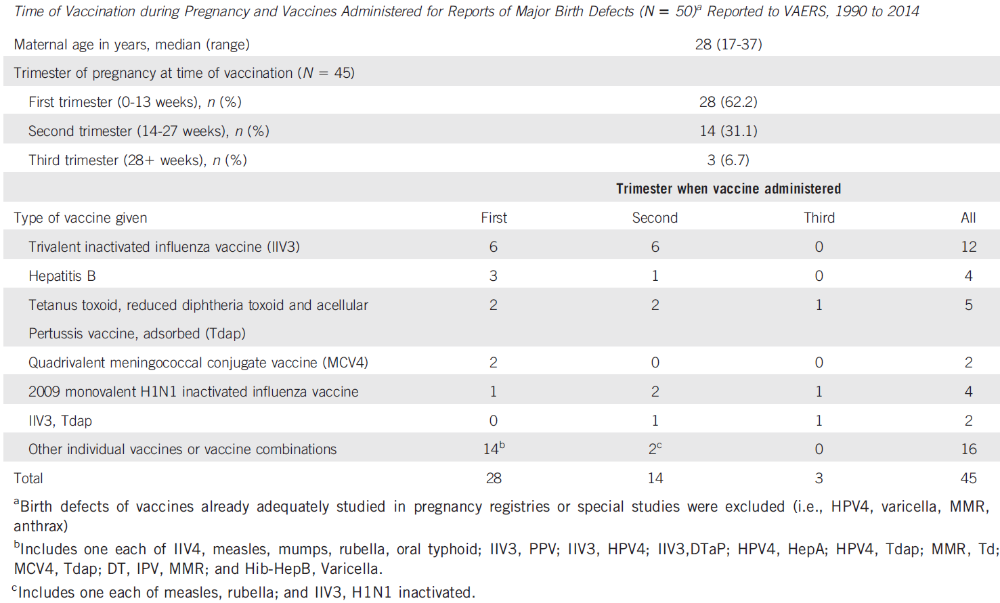 Time of Vaccination during Pregnancy and Vaccines Administered for Reports of Major Birth Defects (N = 50)a Reported to VAERS, 1990 to 2014
Maternal age in years, median (range) 28 (17-37)
Trimester of pregnancy at time of vaccination (N = 45)
First trimester (0-13 weeks), n (%) 28 (62.2)
Second trimester (14-27 weeks), n (%) 14 (31.1)
Third trimester (28+ weeks), n (%) 3 (6.7)
Trimester when vaccine administered
Type of vaccine given First Second Third All
Trivalent inactivated influenza vaccine (IIV3) 6 6 0 12
Hepatitis B 3 1 0 4
Tetanus toxoid, reduced diphtheria toxoid and acellular 2 2 1 5
Pertussis vaccine, adsorbed (Tdap)
Quadrivalent meningococcal conjugate vaccine (MCV4) 2 0 0 2
2009 monovalent H1N1 inactivated influenza vaccine 1 2 1 4
IIV3, Tdap 0 1 1 2
Other individual vaccines or vaccine combinations 14b 2c 0 16
Total 28 14 3 45
aBirth defects of vaccines already adequately studied in pregnancy registries or special studies were excluded (i.e., HPV4, varicella, MMR,
anthrax)
bIncludes one each of IIV4, measles, mumps, rubella, oral typhoid; IIV3, PPV; IIV3, HPV4; IIV3,DTaP; HPV4, HepA; HPV4, Tdap; MMR, Td;
MCV4, Tdap; DT, IPV, MMR; and Hib-HepB, Varicella.
cIncludes one each of measles, rubella; and IIV3, H1N1 inactivated.